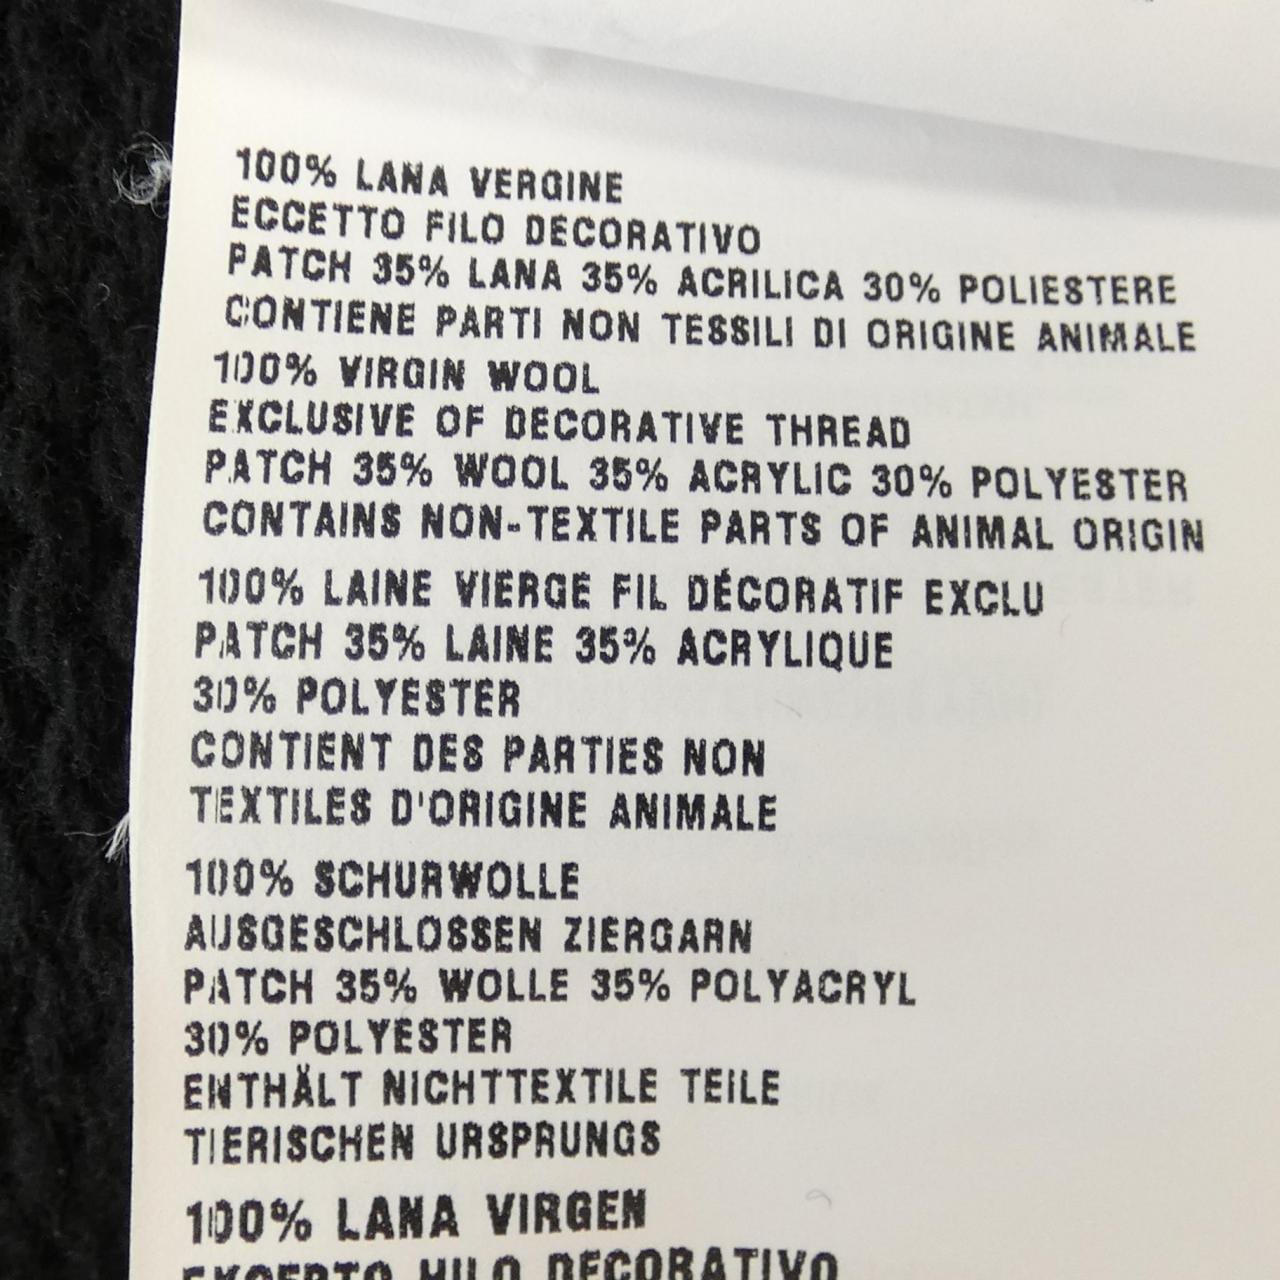 100% LANA VERGINE
ECCETTO FILO DECORATIVO
PATCH 35% LANA 35% ACRILICA 30% POLIESTERE
CONTIENE PARTI NON TESSILI DI ORIGINE ANIMALE
100% VIRGIN WOOL
EXCLUSIVE OF DECORATIVE THREAD
PATCH 35% WOOL 35% ACRYLIC 30% POLYESTER
CONTAINS NON-TEXTILE PARTS OF ANIMAL ORIGIN
100% LAINE VIERGE FIL DÉCORATIF EXCLU
PATCH 35% LAINE 35% ACRYLIQUE
30% POLYESTER
CONTIENT DES PARTIES NON
TEXTILES D'ORIGINE ANIMALE
100% SCHURWOLLE
AUSGESCHLOSSEN ZIERGARN
PATCH 35% WOLLE 35% POLYACRYL
30% POLYESTER
ENTHÄLT NICHTTEXTILE TEILE
TIERISCHEN URSPRUNGS
100% LANA VIRGEN
EXCEPTO HILO DECORATIVO